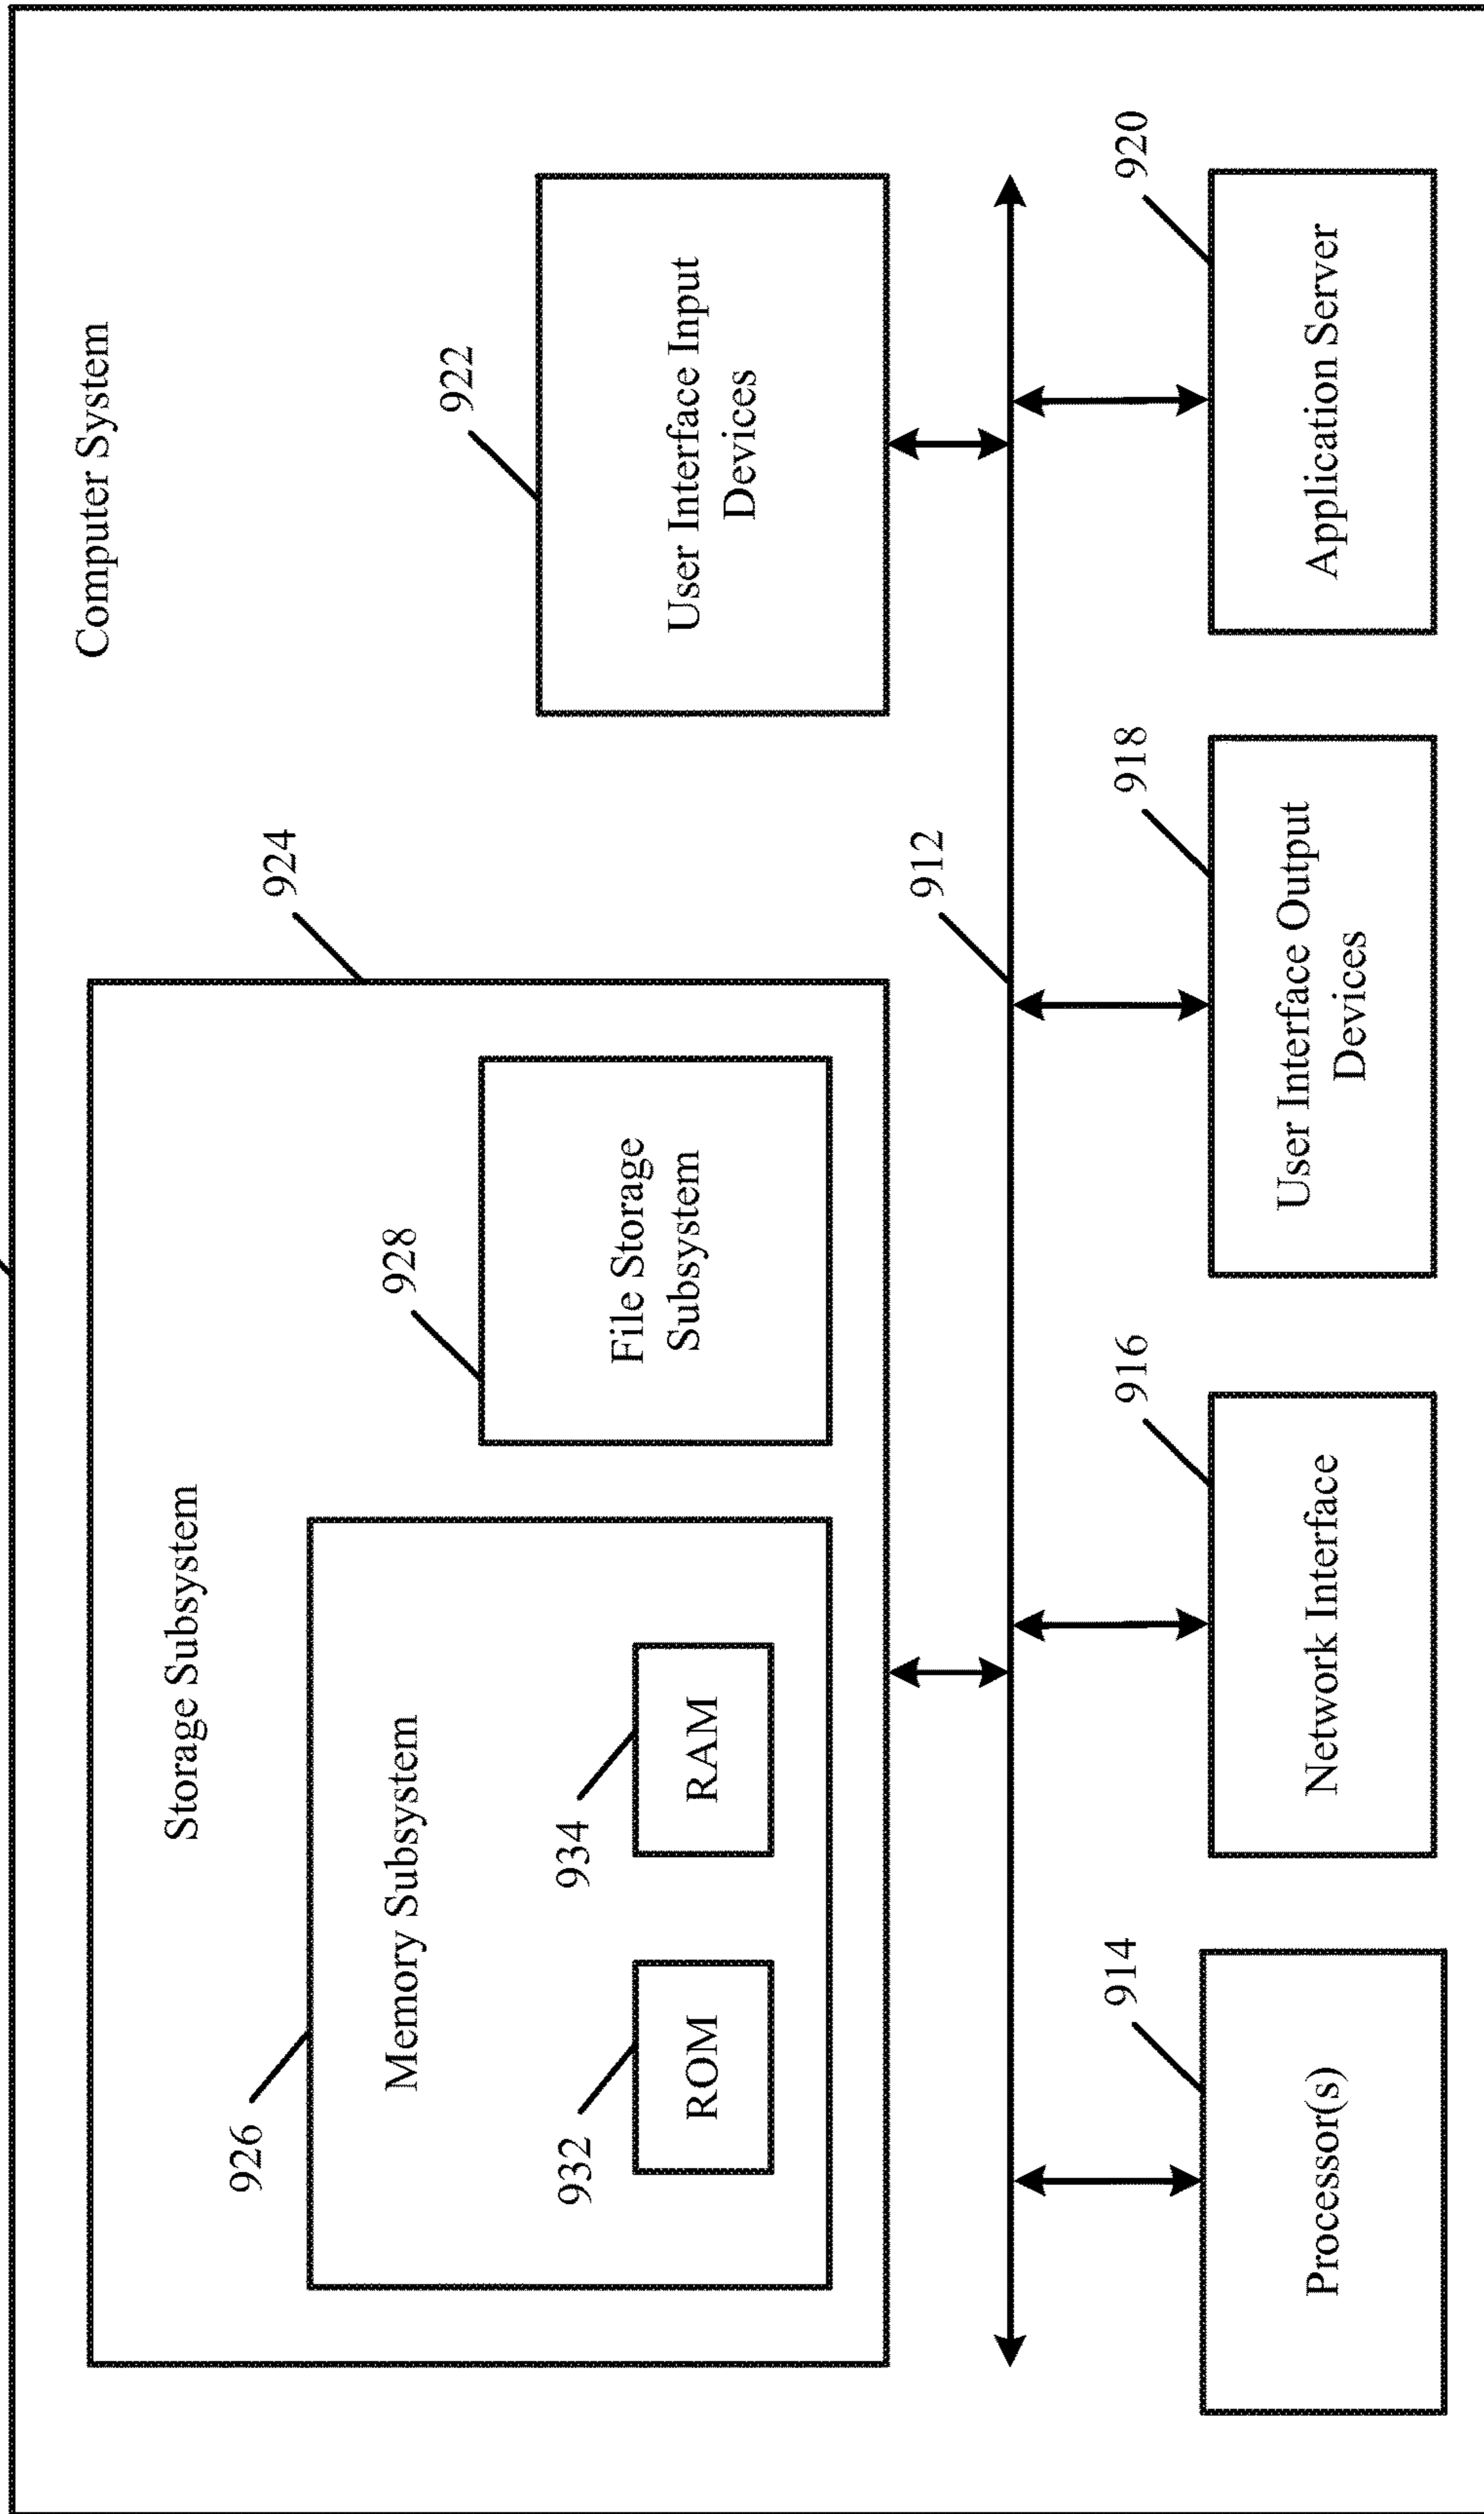 Computer System
924
Storage Subsystem
926
Memory Subsystem
928
922
932
934
ROM
RAM
File Storage
Subsystem
User Interface Input
Devices
912
914
916
918
920
Processor(s)
Network Interface
User Interface Output
Devices
Application Server